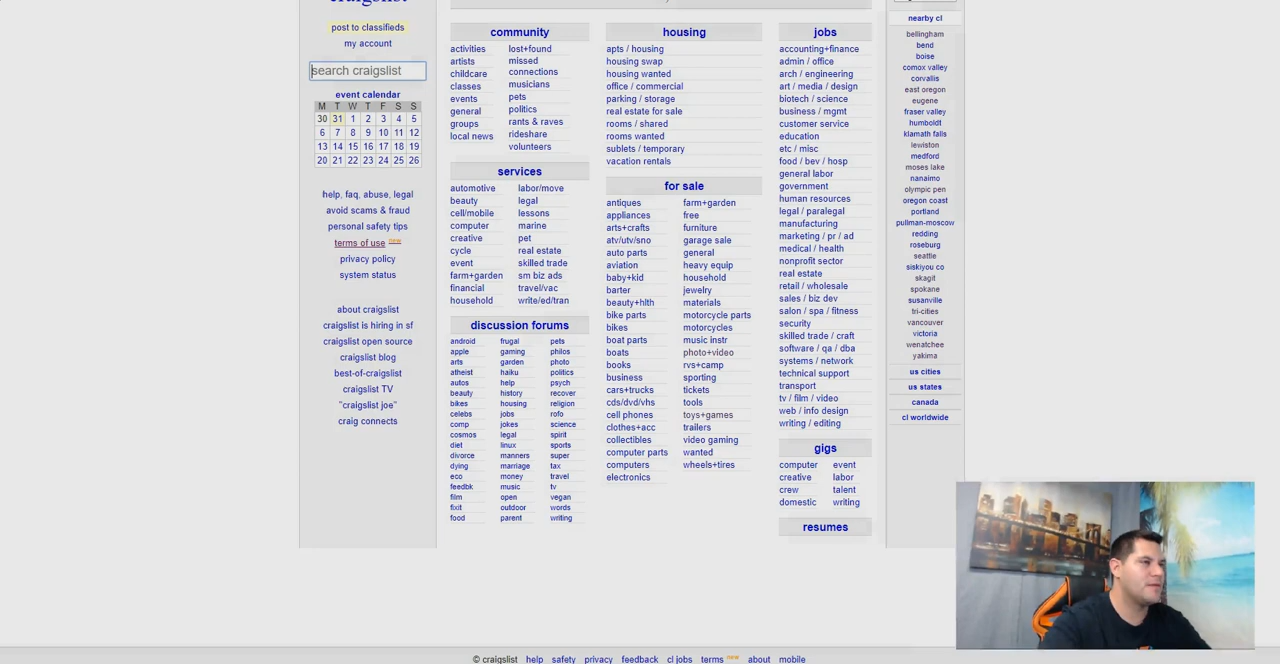 craigslist
post to classifieds
my account
search craigslist
event calendar
M T W T F S S
30 31 1 2 3 4 5
6 7 8 9 10 11 12
13 14 15 16 17 18 19
20 21 22 23 24 25 26
help, faq, abuse, legal
avoid scams & fraud
personal safety tips
terms of use new
privacy policy
system status
about craigslist
craigslist is hiring in sf
craigslist open source
craigslist blog
best-of-craigslist
craigslist TV
"craigslist joe"
craig connects
community
activities
artists
childcare
classes
events
general
groups
local news
lost+found
missed
connections
musicians
pets
politics
rants & raves
rideshare
volunteers
services
automotive
beauty
cell/mobile
computer
creative
cycle
event
farm+garden
financial
household
labor/move
legal
lessons
marine
pet
real estate
skilled trade
sm biz ads
travel/vac
write/ed/tran
discussion forums
android
apple
arts
atheist
autos
beauty
bikes
celebs
comp
cosmos
diet
divorce
dying
eco
feedbk
film
fixit
food
frugal
gaming
garden
haiku
help
history
housing
jobs
jokes
legal
linux
manners
marriage
money
music
open
outdoor
parent
pets
philos
photo
politics
psych
recover
religion
rofo
science
spirit
sports
super
tax
travel
tv
vegan
words
writing
housing
apts / housing
housing swap
housing wanted
office / commercial
parking / storage
real estate for sale
rooms / shared
rooms wanted
sublets / temporary
vacation rentals
for sale
antiques
appliances
arts+crafts
atv/utv/sno
auto parts
aviation
baby+kid
barter
beauty+hlth
bike parts
bikes
boat parts
boats
books
business
cars+trucks
cds/dvd/vhs
cell phones
clothes+acc
collectibles
computer parts
computers
electronics
farm+garden
free
furniture
garage sale
general
heavy equip
household
jewelry
materials
motorcycle parts
motorcycles
music instr
photo+video
rvs+camp
sporting
tickets
tools
toys+games
trailers
video gaming
wanted
wheels+tires
jobs
accounting+finance
admin / office
arch / engineering
art / media / design
biotech / science
business / mgmt
customer service
education
etc / misc
food / bev / hosp
general labor
government
human resources
legal / paralegal
manufacturing
marketing / pr / ad
medical / health
nonprofit sector
real estate
retail / wholesale
sales / biz dev
salon / spa / fitness
security
skilled trade / craft
software / qa / dba
systems / network
technical support
transport
tv / film / video
web / info design
writing / editing
gigs
computer
creative
crew
domestic
event
labor
talent
writing
resumes
nearby cl
bellingham
bend
boise
comox valley
corvallis
east oregon
eugene
fraser valley
humboldt
klamath falls
lewiston
medford
moses lake
nanaimo
olympic pen
oregon coast
portland
pullman-moscow
redding
roseburg
seattle
siskiyou co
skagit
spokane
susanville
tri-cities
vancouver
victoria
wenatchee
yakima
us cities
us states
canada
cl worldwide
© craigslist help safety privacy feedback cl jobs terms new about mobile